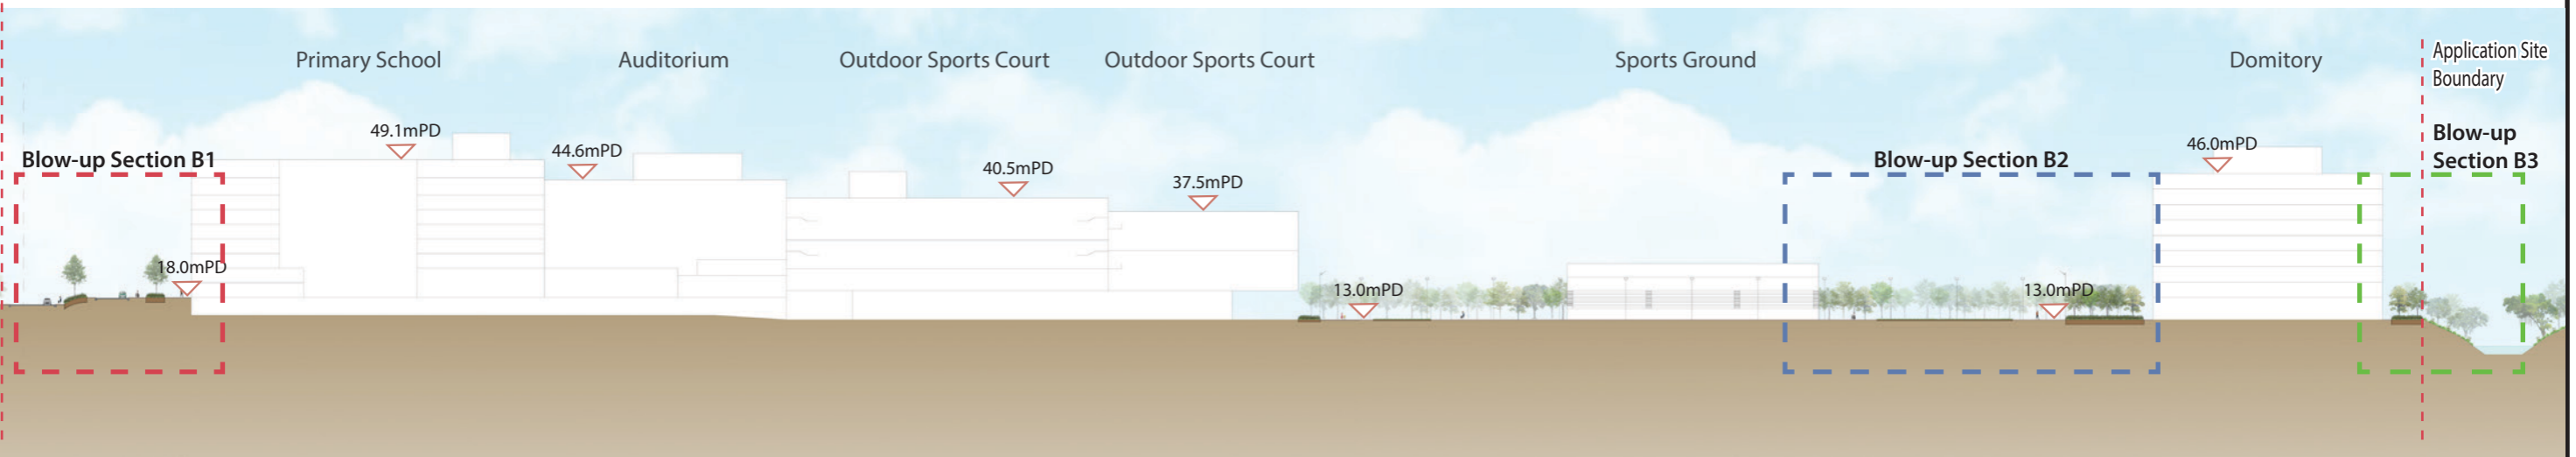 Primary School
Auditorium
Outdoor Sports Court
Outdoor Sports Court
Sports Ground
Domitory
Application Site
Boundary
49.1mPD
44.6mPD
40.5mPD
37.5mPD
46.0mPD
Blow-up Section B1
Blow-up Section B2
Blow-up
Section B3
18.0mPD
13.0mPD
13.0mPD